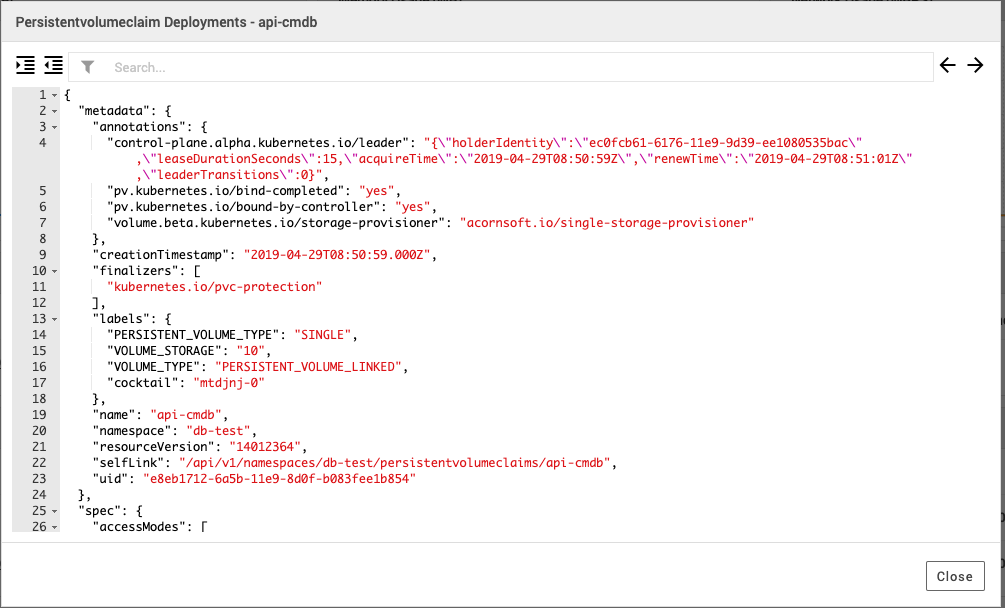 Persistentvolumeclaim Deployments - api-cmdb
Search...
1 {
2 "metadata": {
3 "annotations": {
4 "control-plane.alpha.kubernetes.io/leader": "{\"holderIdentity\":\"ec0fcb61-6176-11e9-9d39-ee1080535bac\"
,\"leaseDurationSeconds\":15,\"acquireTime\":\"2019-04-29T08:50:59Z\",\"renewTime\":\"2019-04-29T08:51:01Z\"
,\"leaderTransitions\":0}",
5 "pv.kubernetes.io/bind-completed": "yes",
6 "pv.kubernetes.io/bound-by-controller": "yes",
7 "volume.beta.kubernetes.io/storage-provisioner": "acornsoft.io/single-storage-provisioner"
8 },
9 "creationTimestamp": "2019-04-29T08:50:59.000Z",
10 "finalizers": [
11 "kubernetes.io/pvc-protection"
12 ],
13 "labels": {
14 "PERSISTENT_VOLUME_TYPE": "SINGLE",
15 "VOLUME_STORAGE": "10",
16 "VOLUME_TYPE": "PERSISTENT_VOLUME_LINKED",
17 "cocktail": "mtdjnj-0"
18 },
19 "name": "api-cmdb",
20 "namespace": "db-test",
21 "resourceVersion": "14012364",
22 "selfLink": "/api/v1/namespaces/db-test/persistentvolumeclaims/api-cmdb",
23 "uid": "e8eb1712-6a5b-11e9-8d0f-b083fee1b854"
24 },
25 "spec": {
26 "accessModes": [
Close